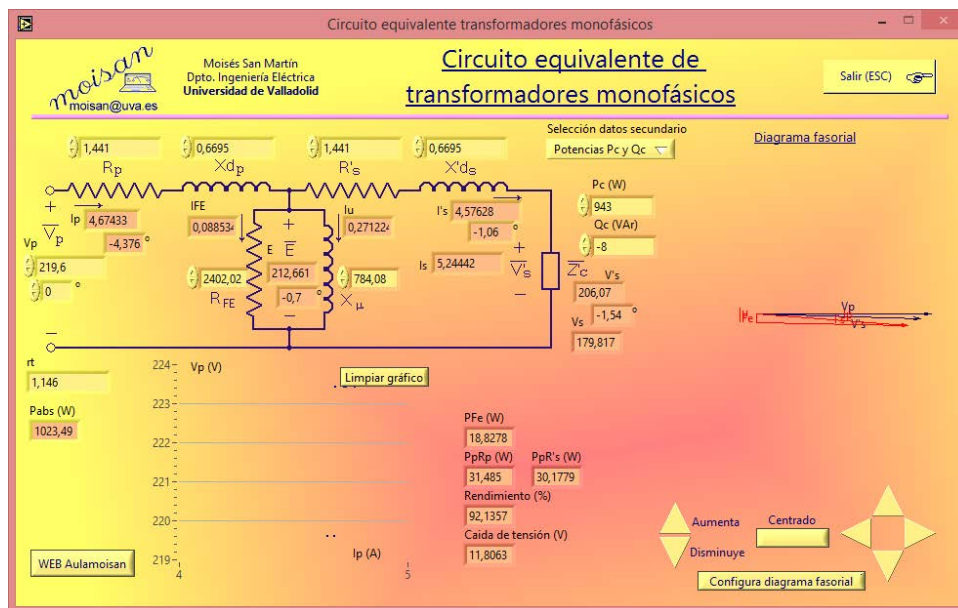 Circuito equivalente transformadores monofásicos
moisan
moisan@uva.es
Moisés San Martín
Dpto. Ingeniería Eléctrica
Universidad de Valladolid
Circuito equivalente de
transformadores monofásicos
Salir (ESC)
Selección datos secundario
Potencias Pc y Qc
Diagrama fasorial
1,441
0,6695
1,441
0,6695
Rp
Xdp
R's
X'ds
Pc (W)
943
Qc (VAr)
-8
Ip
4,67433
-4,376 º
IFE
0,088534
Iu
0,271224
I's
4,57628
-1,06 º
Is
5,24442
+
Vp
−
Vp
219,6
0 º
2402,02
RFE
+
E
E
212,661
-0,7 º
−
784,08
Xμ
+
V's
−
Zc
V's
206,07
-1,54 º
Vs
179,817
Vp
V's
rt
1,146
Pabs (W)
1023,49
Vp (V)
224
223
222
221
220
219
4
5
Ip (A)
Limpiar gráfico
PFe (W)
18,8278
PpRp (W)
31,485
PpR's (W)
30,1779
Rendimiento (%)
92,1357
Caida de tensión (V)
11,8063
Aumenta
Disminuye
Centrado
Configura diagrama fasorial
WEB Aulamoisan